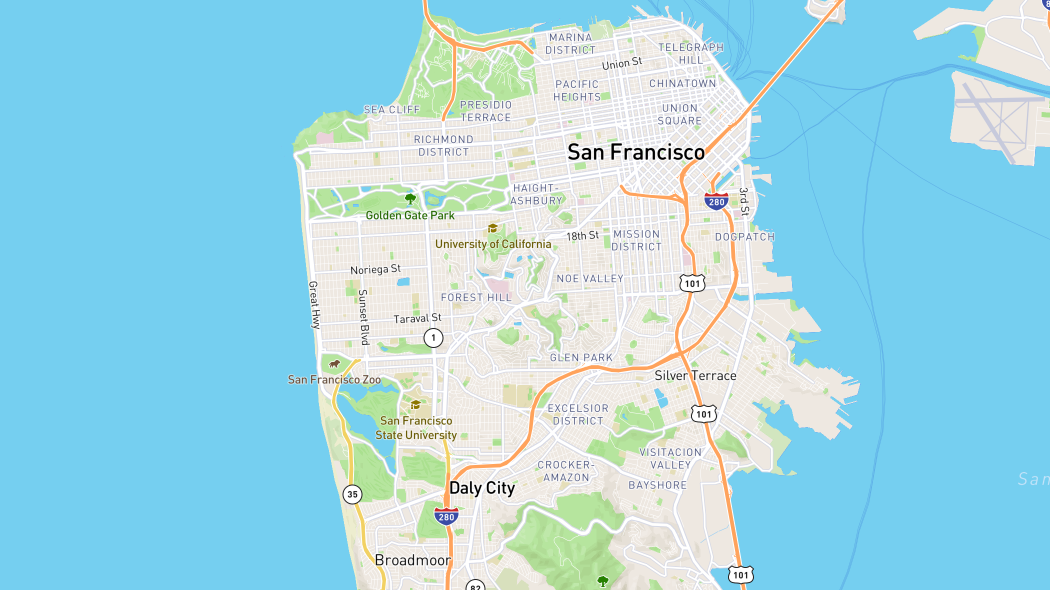 MARINA
DISTRICT
TELEGRAPH
HILL
Union St
PACIFIC
HEIGHTS
CHINATOWN
SEA CLIFF
PRESIDIO
TERRACE
UNION
SQUARE
RICHMOND
DISTRICT
San Francisco
HAIGHT-
ASHBURY
280
3rd St
Golden Gate Park
University of California
18th St
MISSION
DISTRICT
DOGPATCH
Noriega St
NOE VALLEY
101
Great Hwy
Sunset Blvd
FOREST HILL
Taraval St
1
GLEN PARK
San Francisco Zoo
Silver Terrace
San Francisco
State University
EXCELSIOR
DISTRICT
101
VISITACION
VALLEY
CROCKER-
AMAZON
BAYSHORE
San
Daly City
35
280
Broadmoor
101
82